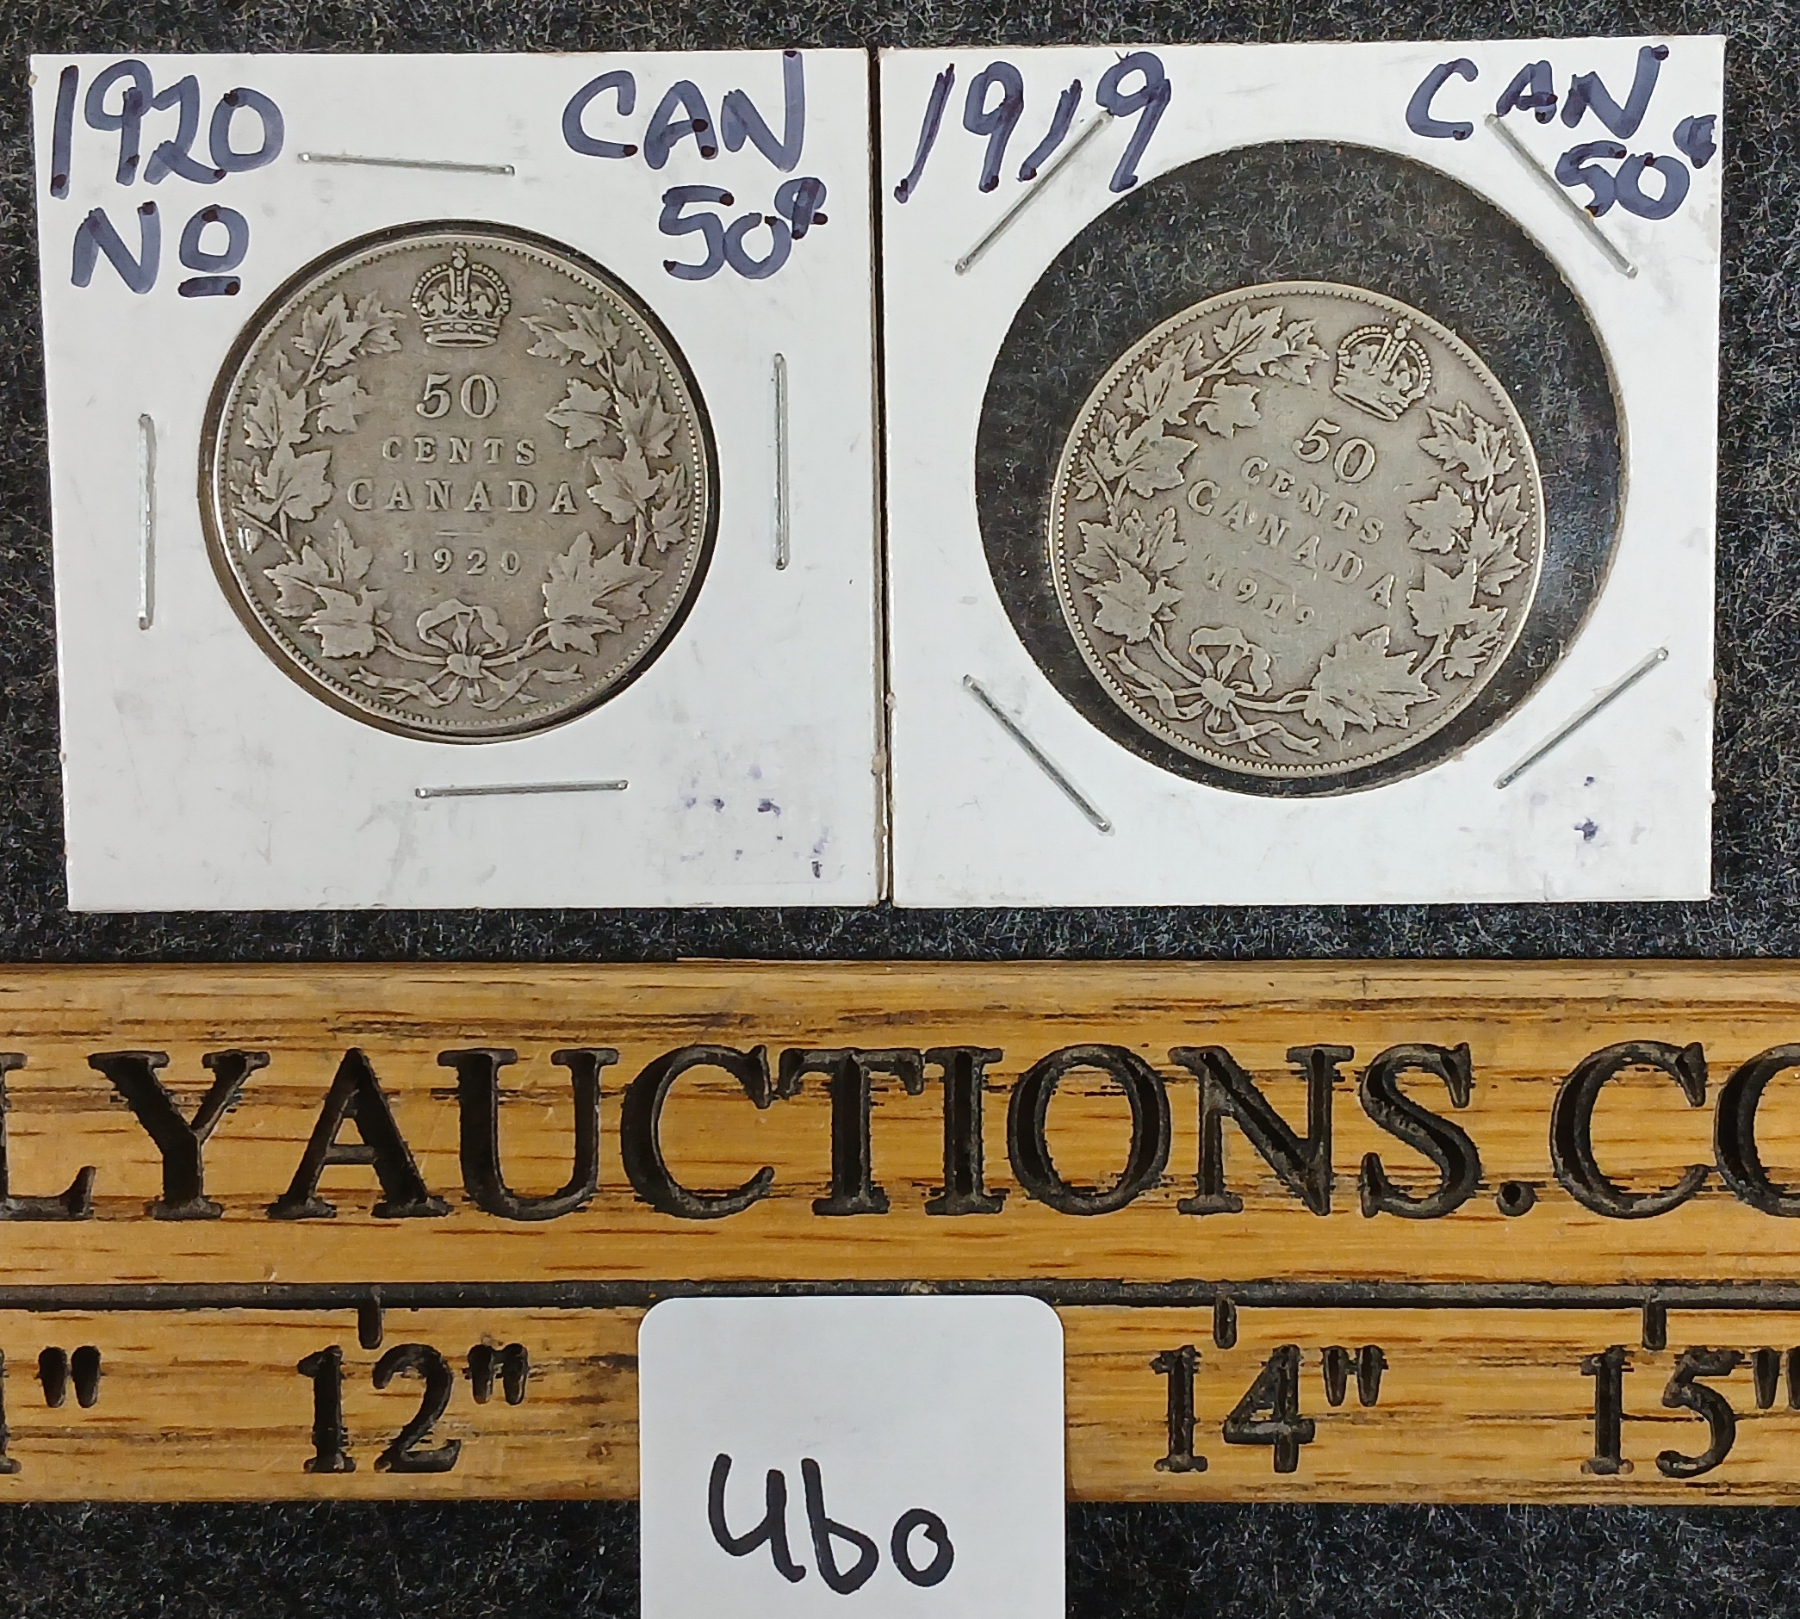 1920 CAN
No 50¢
50
CENTS
CANADA
1920
1919 CAN
50¢
50
CENTS
CANADA
1919
LYAUCTIONS.CO
1" 12" 14" 15"
460